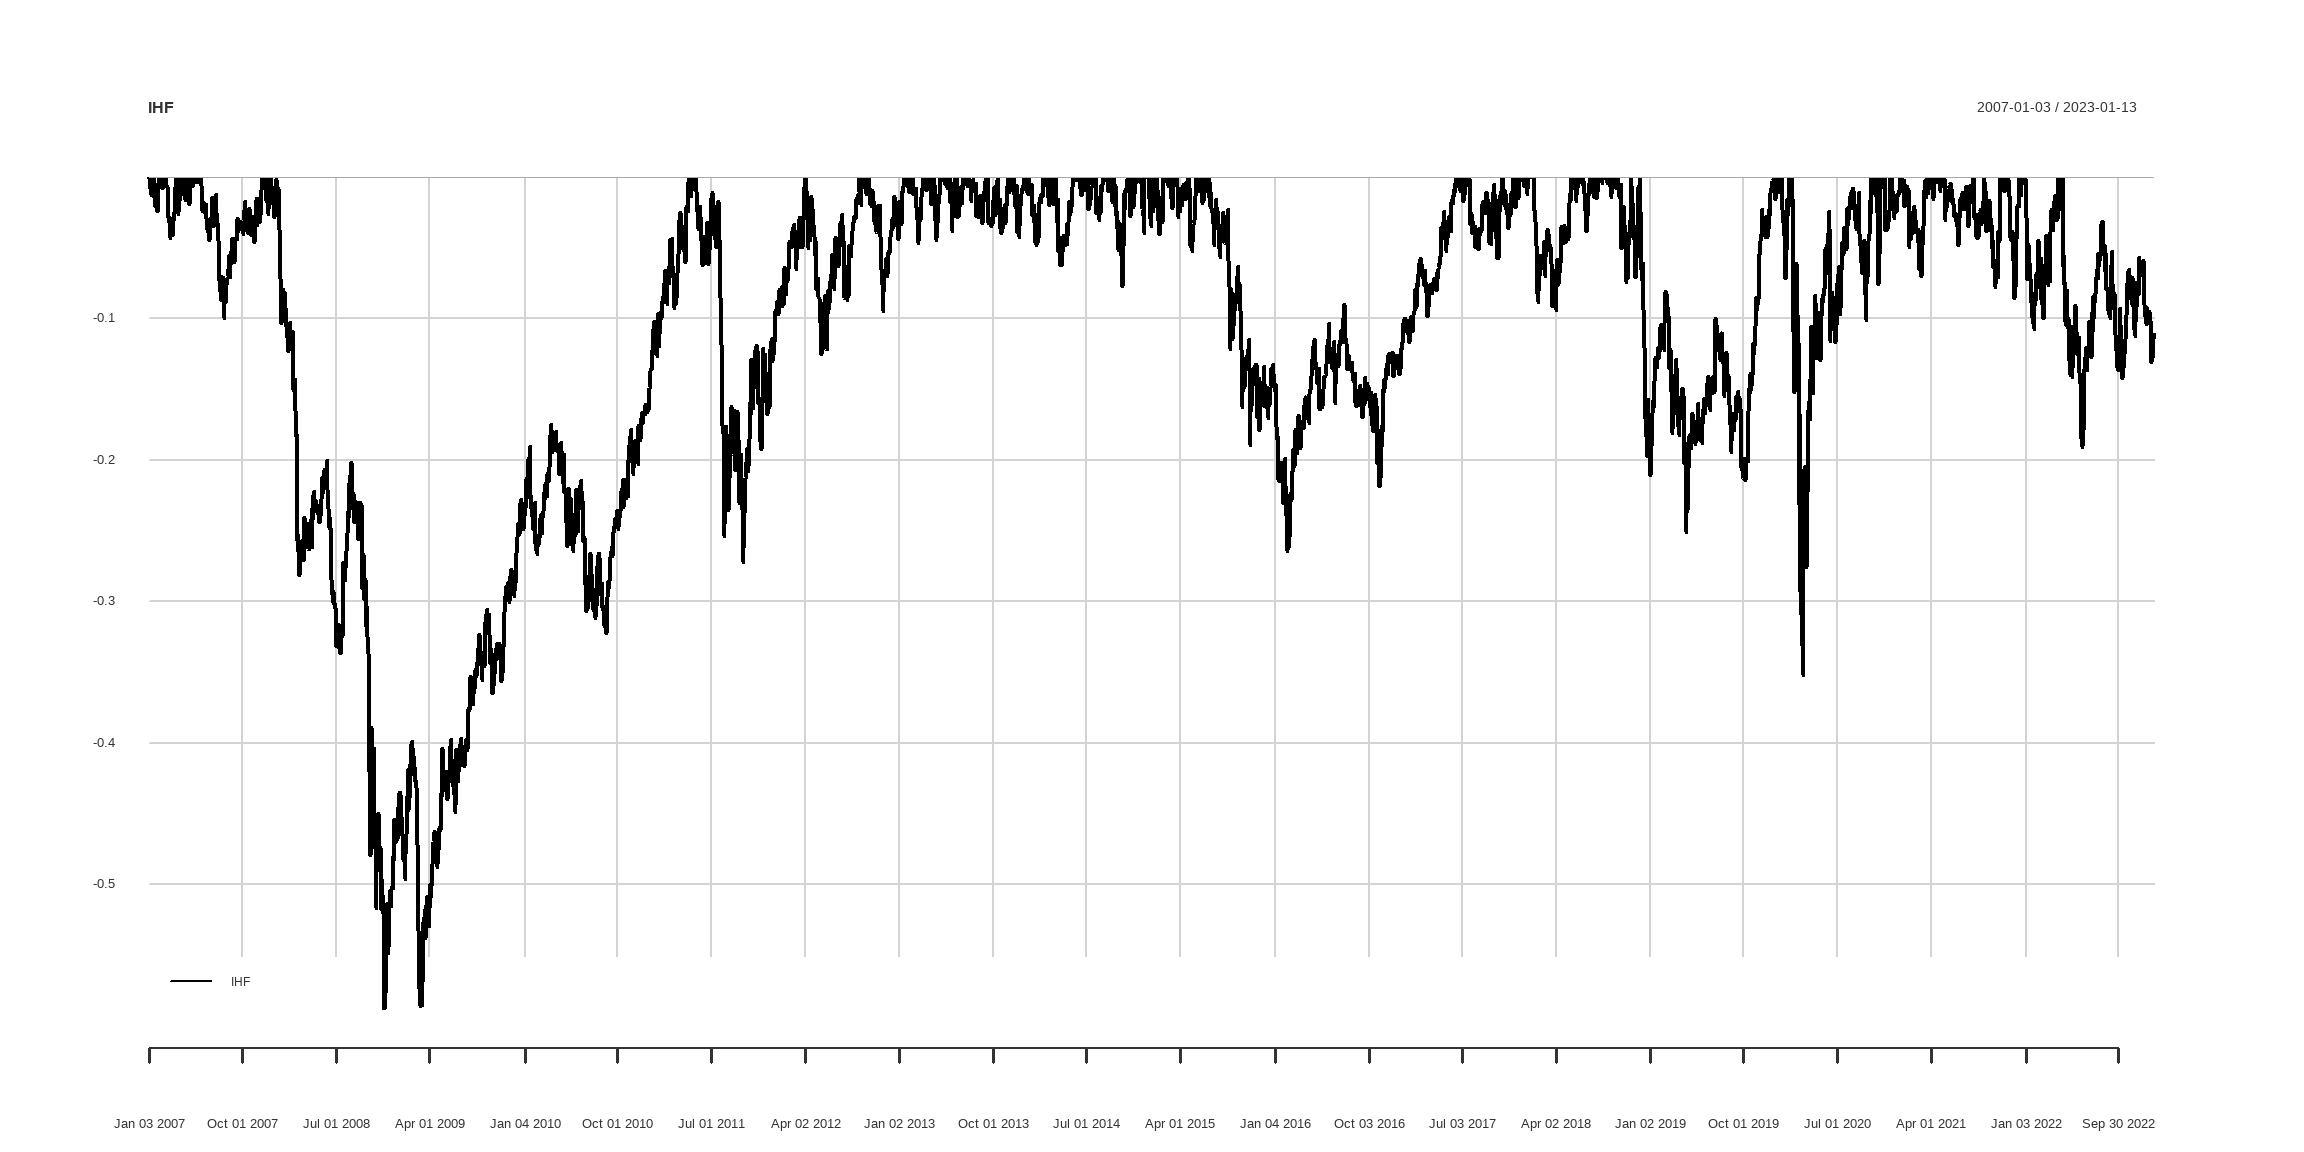 IHF
2007-01-03 / 2023-01-13
-0.1
-0.2
-0.3
-0.4
-0.5
IHF
Jan 03 2007 Oct 01 2007 Jul 01 2008 Apr 01 2009 Jan 04 2010 Oct 01 2010 Jul 01 2011 Apr 02 2012 Jan 02 2013 Oct 01 2013 Jul 01 2014 Apr 01 2015 Jan 04 2016 Oct 03 2016 Jul 03 2017 Apr 02 2018 Jan 02 2019 Oct 01 2019 Jul 01 2020 Apr 01 2021 Jan 03 2022 Sep 30 2022